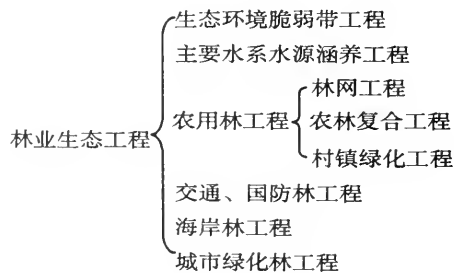 生态环境脆弱带工程
主要水系水源涵养工程
林网工程
农用林工程
农林复合工程
林业生态工程
村镇绿化工程
交通、国防林工程
海岸林工程
城市绿化林工程